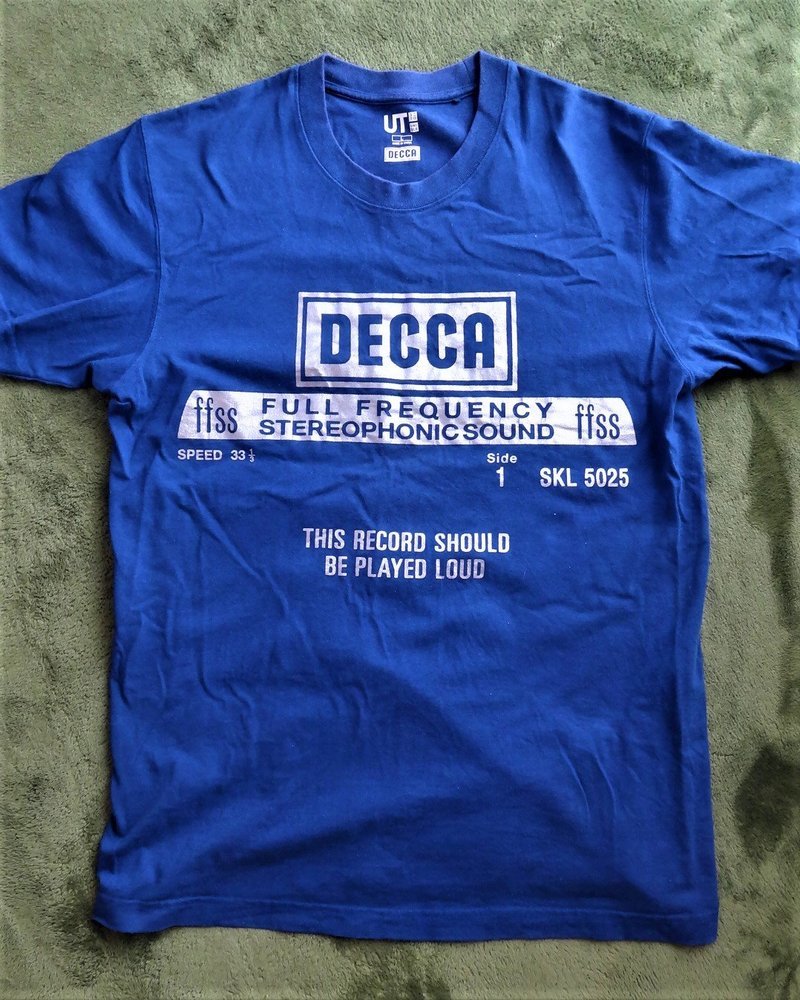 UT
DECCA
DECCA
ffss FULL FREQUENCY STEREOPHONIC SOUND ffss
SPEED 33⅓
Side
1 SKL 5025
THIS RECORD SHOULD
BE PLAYED LOUD